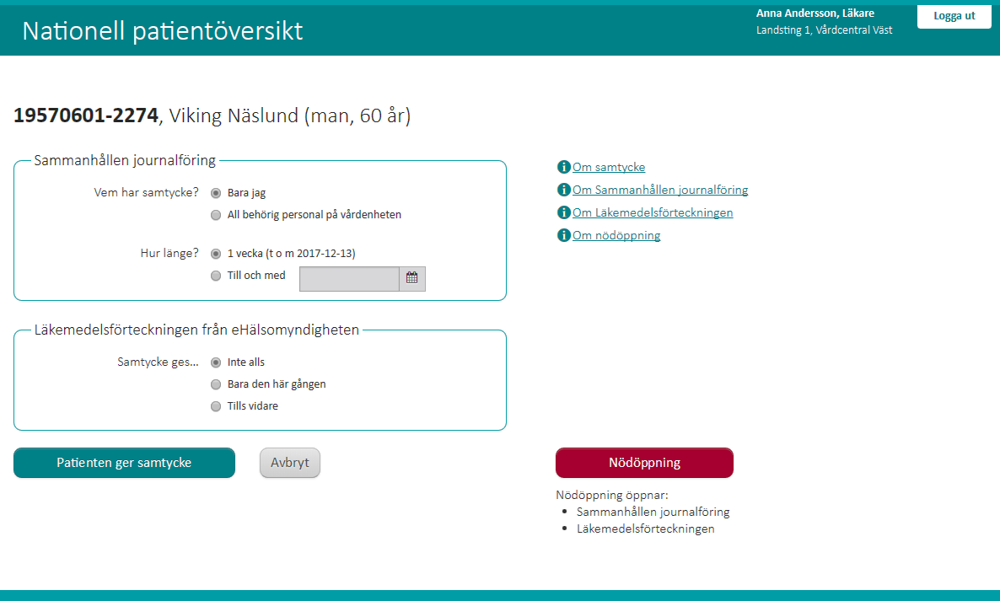 Nationell patientöversikt
Anna Andersson, Läkare
Landsting 1, Vårdcentral Väst
Logga ut
19570601-2274, Viking Näslund (man, 60 år)
Sammanhållen journalföring
Vem har samtycke? Bara jag
All behörig personal på vårdenheten
Hur länge? 1 vecka (t o m 2017-12-13)
Till och med
Om samtycke
Om Sammanhållen journalföring
Om Läkemedelsförteckningen
Om nödöppning
Läkemedelsförteckningen från eHälsomyndigheten
Samtycke ges... Inte alls
Bara den här gången
Tills vidare
Patienten ger samtycke
Avbryt
Nödöppning
Nödöppning öppnar:
• Sammanhållen journalföring
• Läkemedelsförteckningen